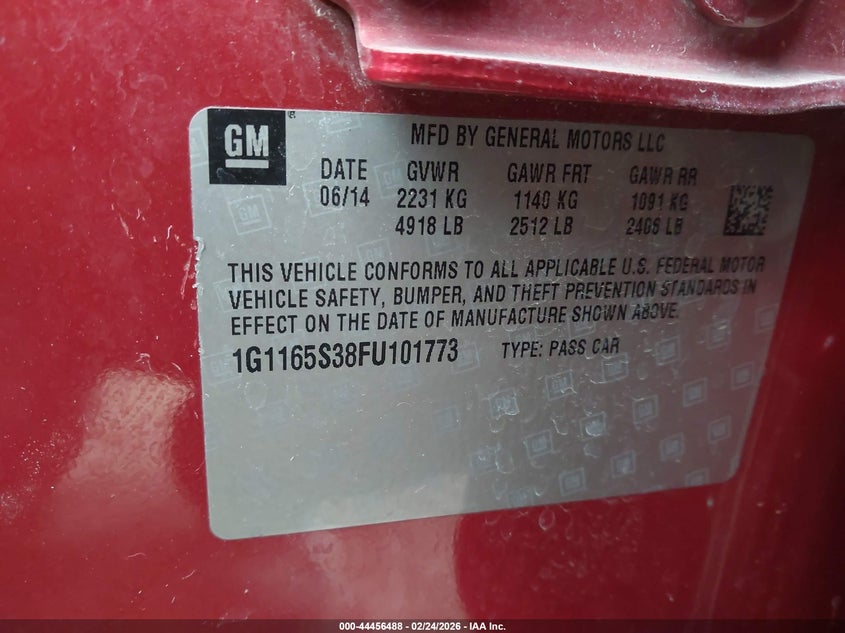 GM
MFD BY GENERAL MOTORS LLC
DATE GVWR GAWR FRT GAWR RR
06/14 2231 KG 1140 KG 1091 KG
4918 LB 2512 LB 2406 LB
THIS VEHICLE CONFORMS TO ALL APPLICABLE U.S. FEDERAL MOTOR
VEHICLE SAFETY, BUMPER, AND THEFT PREVENTION STANDARDS IN
EFFECT ON THE DATE OF MANUFACTURE SHOWN ABOVE.
1G1165S38FU101773 TYPE: PASS CAR
000-44456488 - 02/24/2026 - IAA Inc.